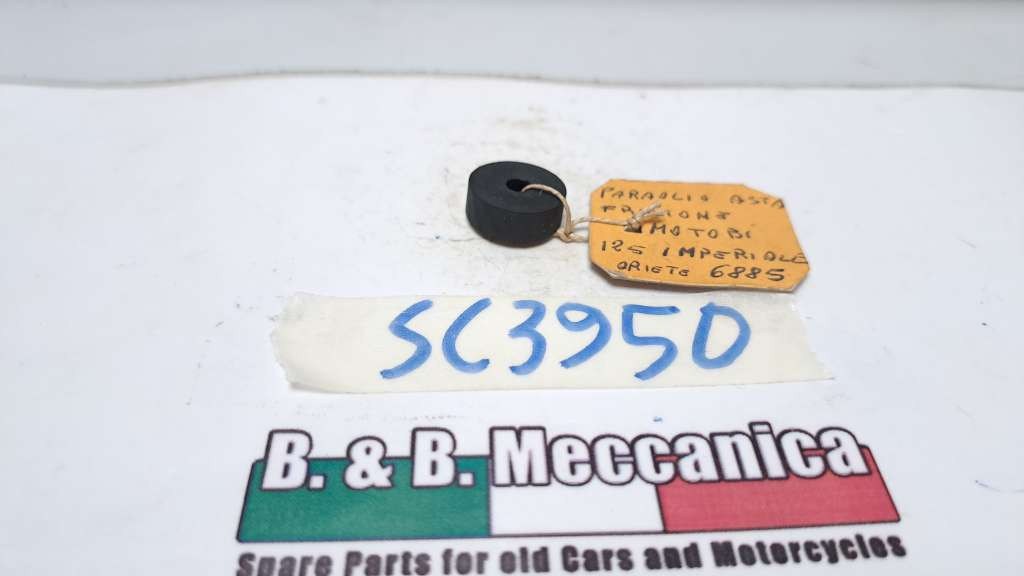 PARAOLIO ASTA
FRIZIONE
MOTOBI
125 IMPERIALE
ORIETE 6885
SC3950
B. & B. Meccanica
Spare Parts for old Cars and Motorcycles